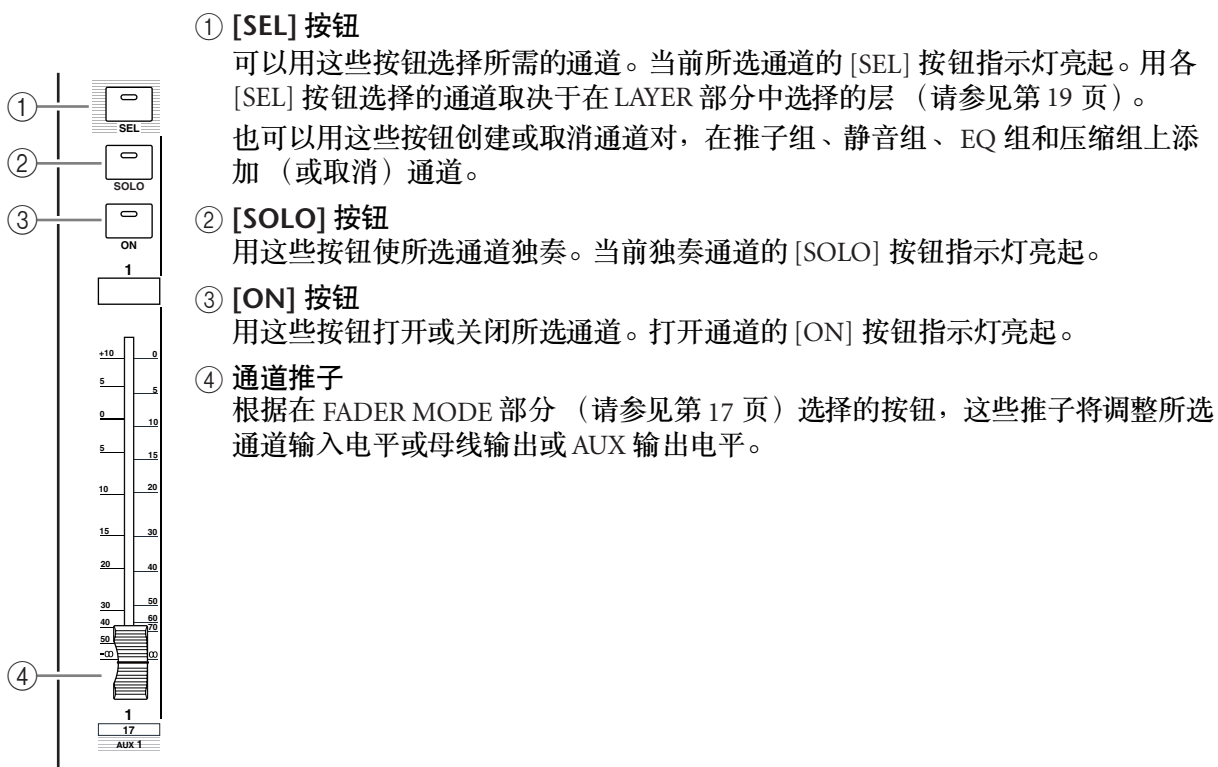 ① [SEL] 按钮
可以用这些按钮选择所需的通道。当前所选通道的 [SEL] 按钮指示灯亮起。用各
[SEL] 按钮选择的通道取决于在 LAYER 部分中选择的层 （请参见第 19 页）。
也可以用这些按钮创建或取消通道对，在推子组、静音组、 EQ 组和压缩组上添
加 （或取消）通道。
② [SOLO] 按钮
用这些按钮使所选通道独奏。当前独奏通道的 [SOLO] 按钮指示灯亮起。
③ [ON] 按钮
用这些按钮打开或关闭所选通道。打开通道的 [ON] 按钮指示灯亮起。
④ 通道推子
根据在 FADER MODE 部分 （请参见第 17 页）选择的按钮，这些推子将调整所选
通道输入电平或母线输出或 AUX 输出电平。
①
SEL
②
SOLO
③
ON
1
+10 0
5 5
0 10
5 15
10 20
15 30
20 40
30 50
40 60
70
50
-∞ ∞
④
1
17
AUX 1